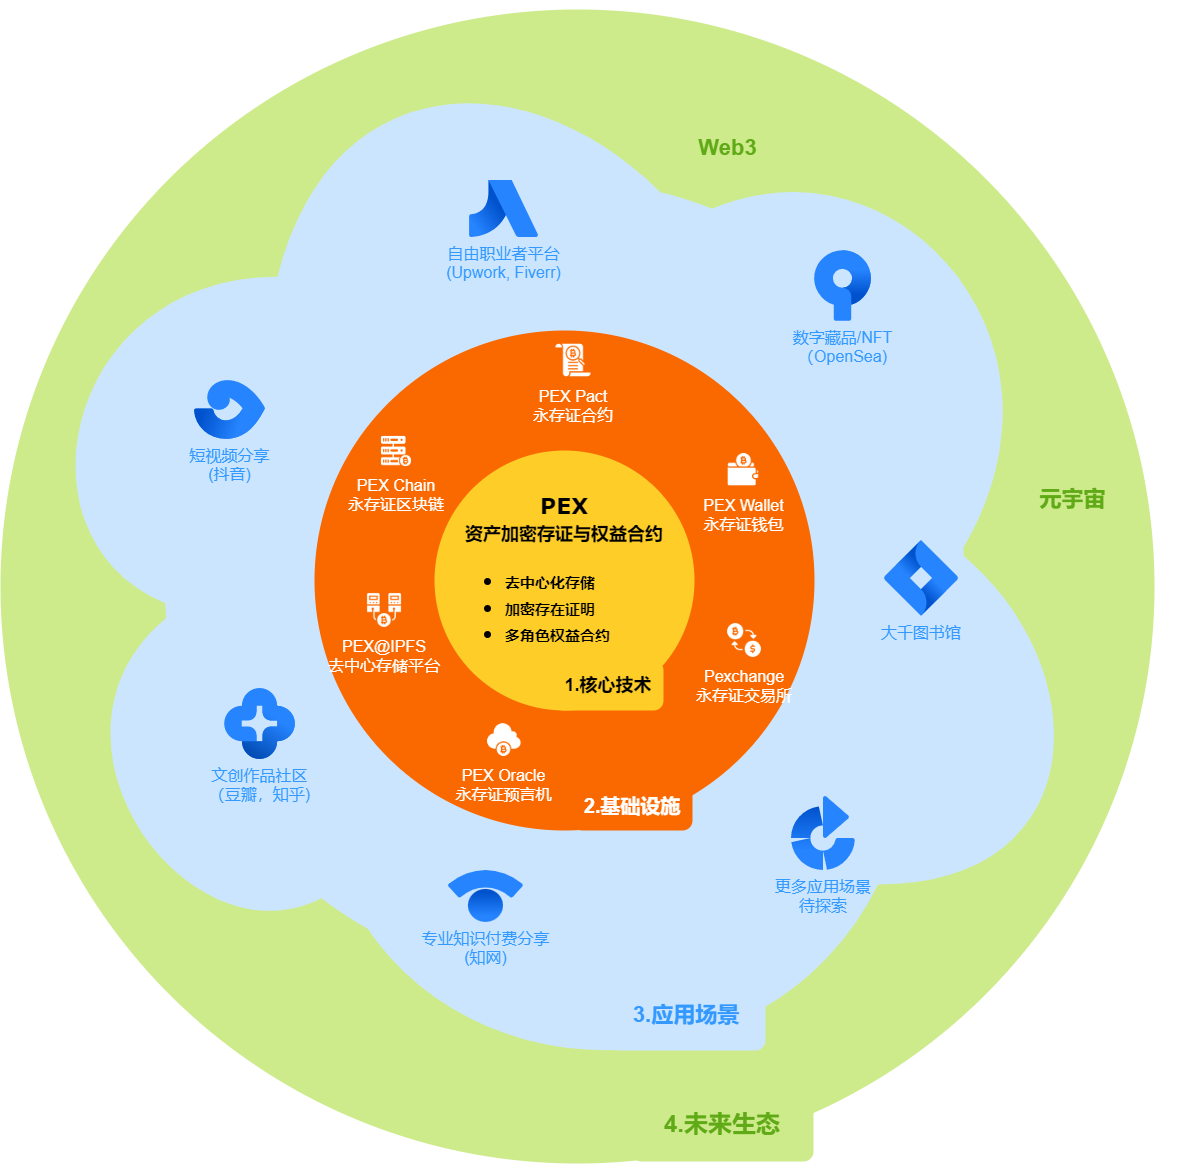 Web3
自由职业者平台
(Upwork, Fiverr)
数字藏品/NFT
（OpenSea)
短视频分享
(抖音)
PEX Pact
永存证合约
PEX Chain
永存证区块链
PEX Wallet
永存证钱包
元宇宙
PEX
资产加密存证与权益合约
• 去中心化存储
• 加密存在证明
• 多角色权益合约
1.核心技术
PEX@IPFS
去中心存储平台
大千图书馆
Pexchange
永存证交易所
PEX Oracle
永存证预言机
2.基础设施
文创作品社区
（豆瓣，知乎)
更多应用场景
待探索
专业知识付费分享
(知网)
3.应用场景
4.未来生态